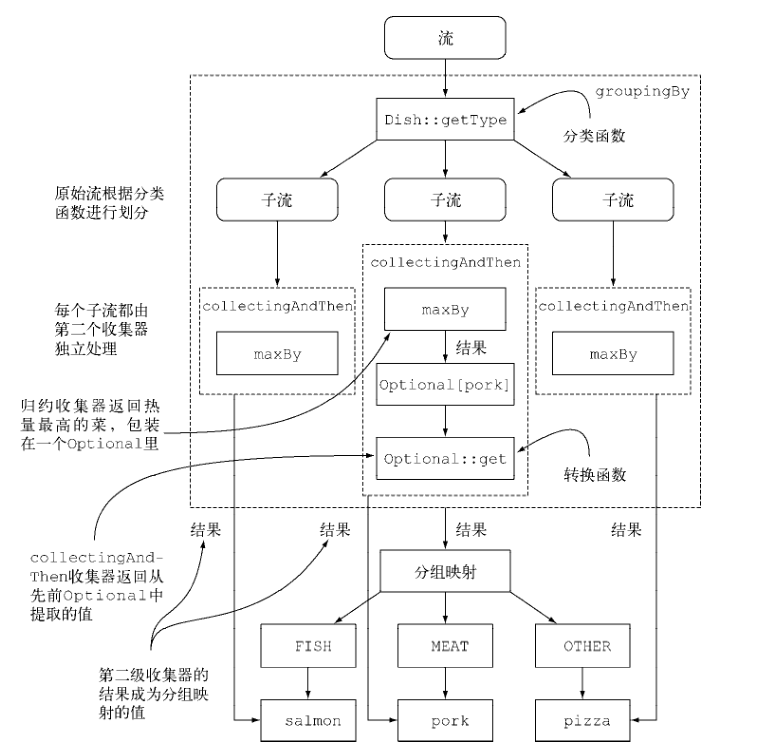 流
groupingBy
Dish::getType
分类函数
原始流根据分类
函数进行划分
子流
子流
子流
collectingAndThen
collectingAndThen
collectingAndThen
每个子流都由
第二个收集器
独立处理
maxBy
maxBy
maxBy
结果
Optional[pork]
归约收集器返回热
量最高的菜，包装
在一个Optional里
Optional::get
转换函数
结果
结果
结果
结果
collectingAnd-
Then收集器返回从
先前Optional中
提取的值
分组映射
FISH
MEAT
OTHER
第二级收集器的
结果成为分组映
射的值
salmon
pork
pizza